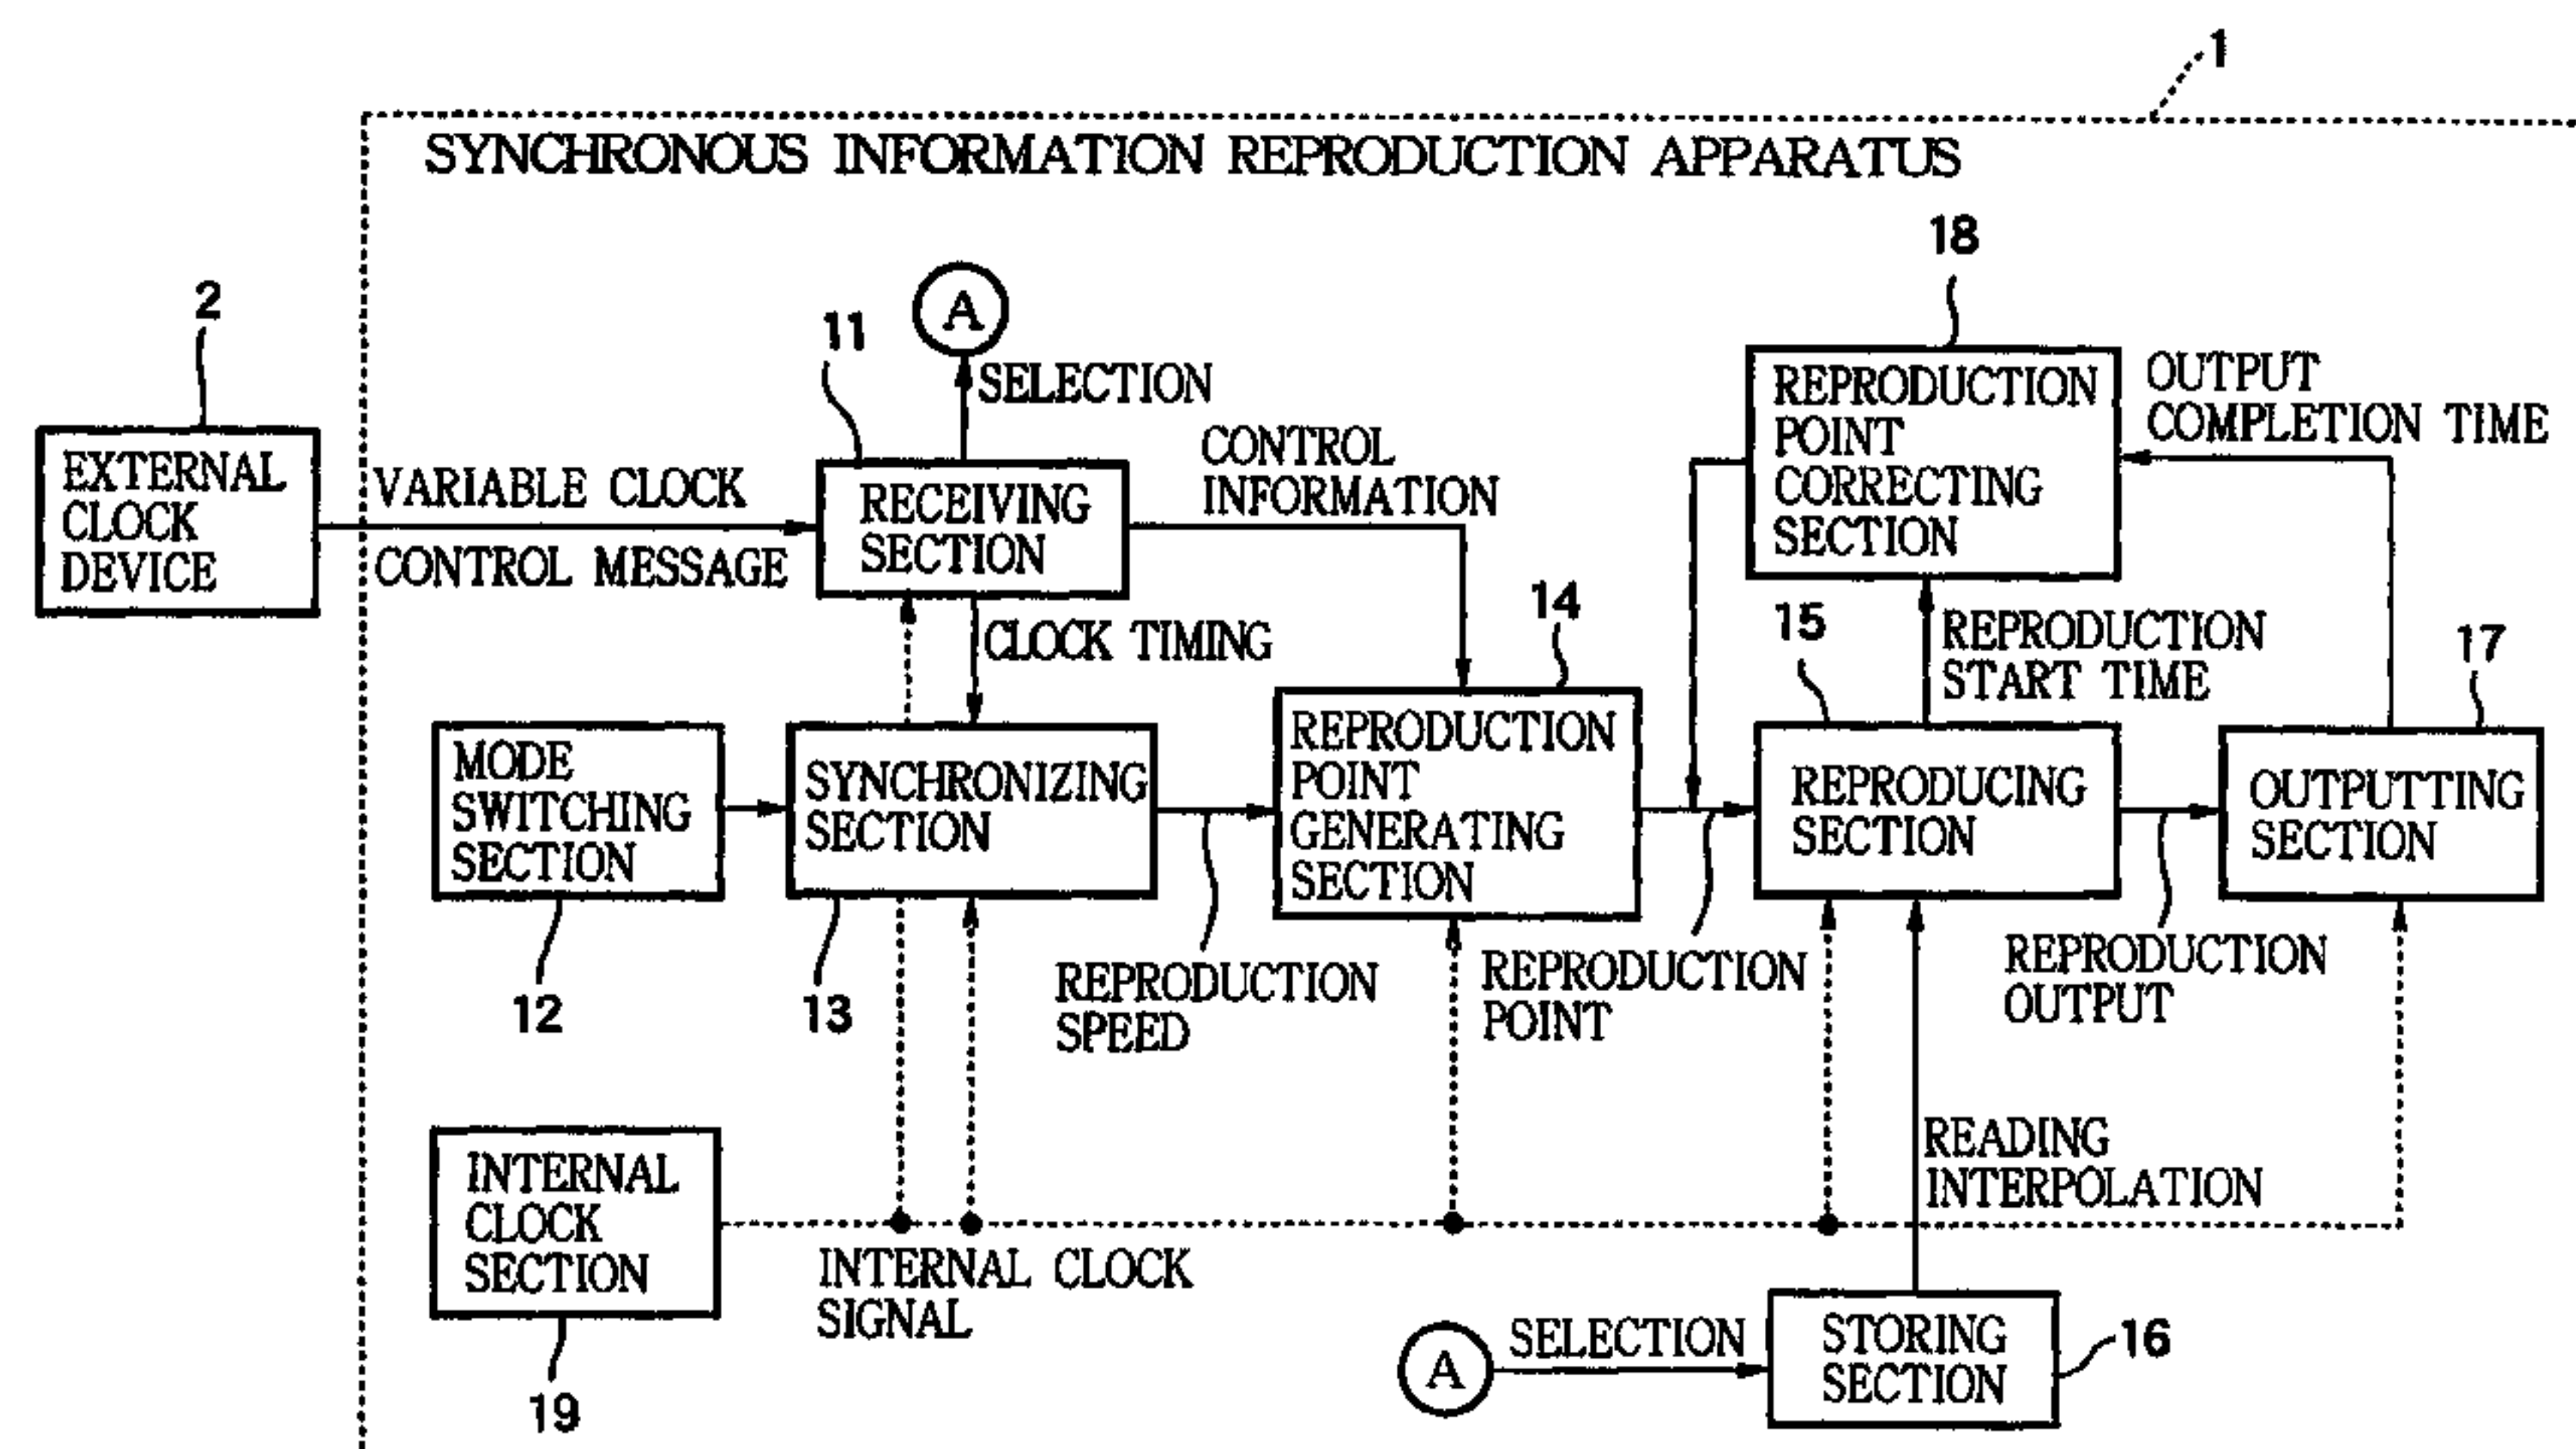 1
SYNCHRONOUS INFORMATION REPRODUCTION APPARATUS
2
EXTERNAL
CLOCK
DEVICE
VARIABLE CLOCK
CONTROL MESSAGE
A
SELECTION
11
RECEIVING
SECTION
CONTROL
INFORMATION
CLOCK TIMING
18
REPRODUCTION
POINT
CORRECTING
SECTION
OUTPUT
COMPLETION TIME
REPRODUCTION
START TIME
MODE
SWITCHING
SECTION
12
SYNCHRONIZING
SECTION
13
REPRODUCTION
SPEED
14
REPRODUCTION
POINT
GENERATING
SECTION
REPRODUCTION
POINT
15
REPRODUCING
SECTION
REPRODUCTION
OUTPUT
17
OUTPUTTING
SECTION
INTERNAL
CLOCK
SECTION
19
INTERNAL CLOCK
SIGNAL
READING
INTERPOLATION
A
SELECTION
STORING
SECTION
16